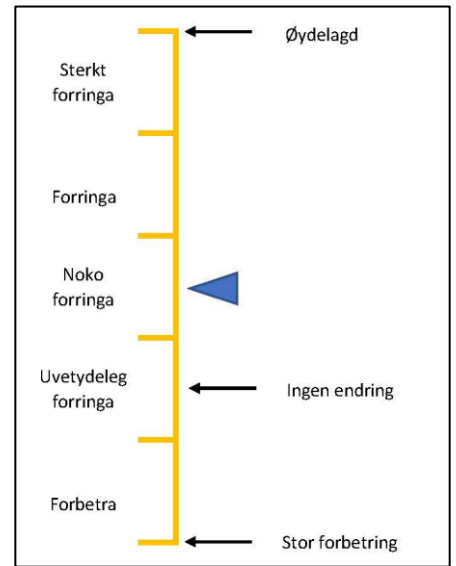 Øydelagd
Sterkt
forringa
Forringa
Noko
forringa
Uvetydeleg
forringa
Ingen endring
Forbetra
Stor forbetring